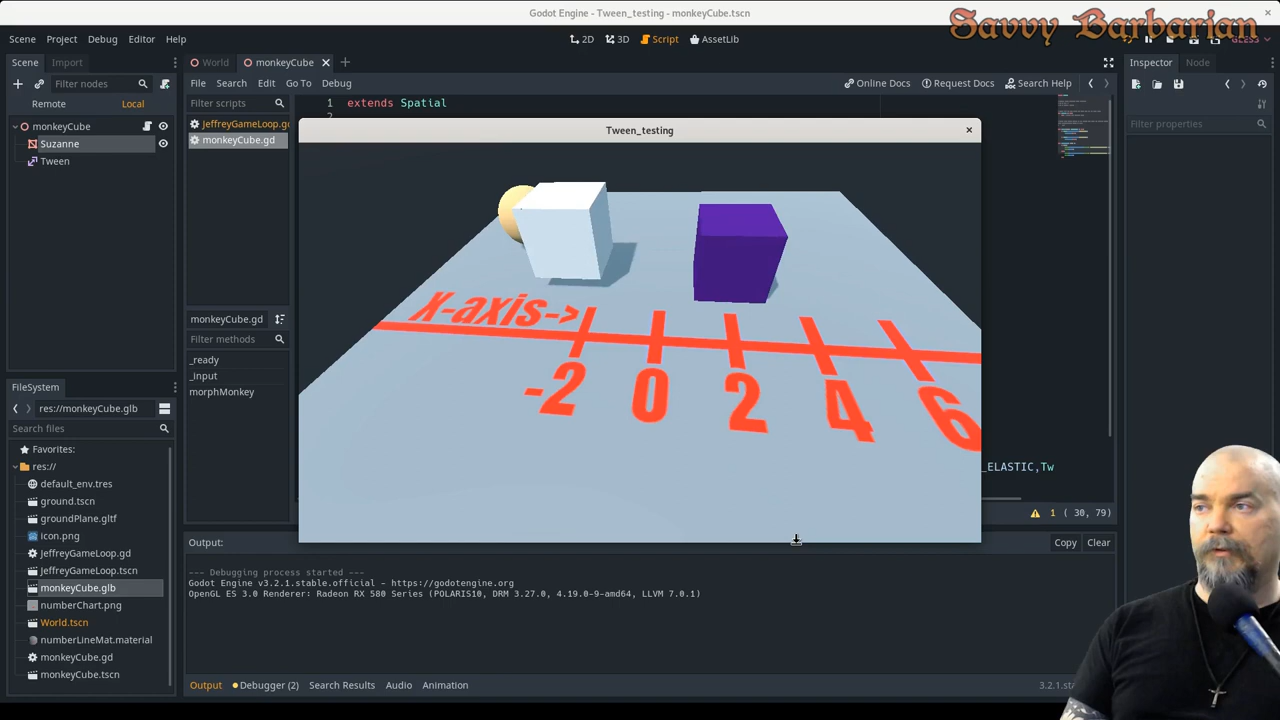 Godot Engine - Tween_testing - monkeyCube.tscn
Savvy Barbarian
Scene Project Debug Editor Help
2D 3D Script AssetLib
GLES3
Scene Import
World monkeyCube
Inspector Node
Filter nodes
File Search Edit Go To Debug
Online Docs Request Docs Search Help
Remote Local
Filter scripts
1 extends Spatial
2
Filter properties
monkeyCube
Suzanne
Tween
JeffreyGameLoop.gd
monkeyCube.gd
Tween_testing
X-axis->
-2 0 2 4 6
monkeyCube.gd
Filter methods
_ready
_input
morphMonkey
_ELASTIC,Tw
1 ( 30, 79)
FileSystem
res://monkeyCube.glb
Search files
Favorites:
res://
default_env.tres
ground.tscn
groundPlane.gltf
icon.png
JeffreyGameLoop.gd
JeffreyGameLoop.tscn
monkeyCube.glb
numberChart.png
World.tscn
numberLineMat.material
monkeyCube.gd
monkeyCube.tscn
Output:
Copy Clear
--- Debugging process started ---
Godot Engine v3.2.1.stable.official - https://godotengine.org
OpenGL ES 3.0 Renderer: Radeon RX 580 Series (POLARIS10, DRM 3.27.0, 4.19.0-9-amd64, LLVM 7.0.1)
Output Debugger (2) Search Results Audio Animation
3.2.1.sta